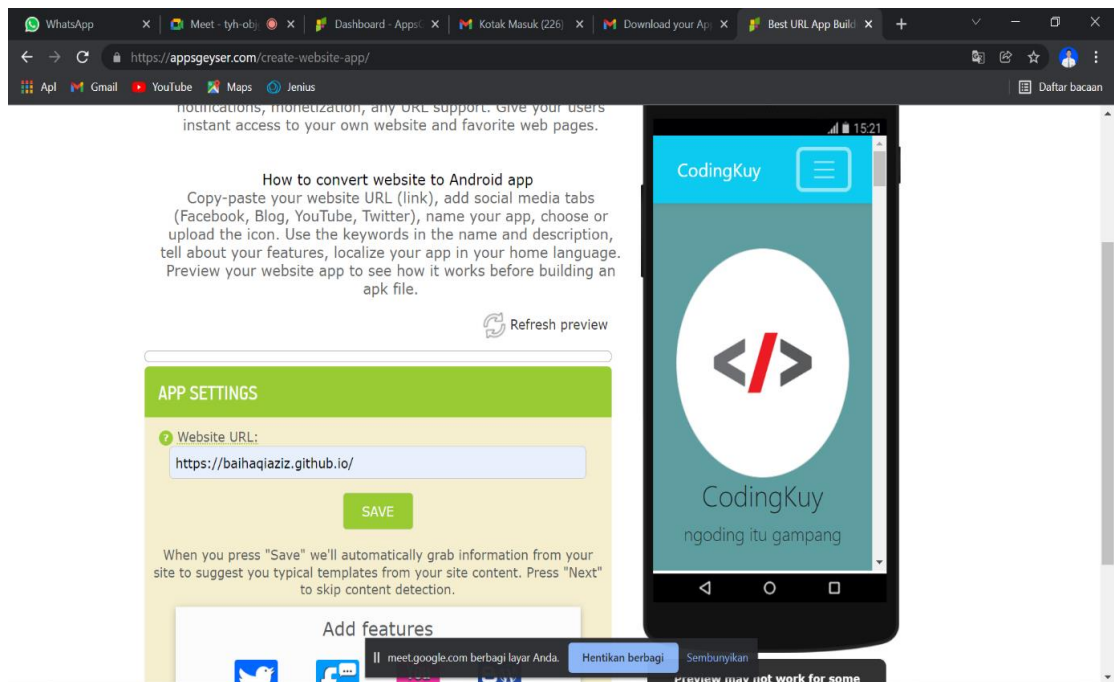 WhatsApp
Meet - tyh-obj
Dashboard - Apps
Kotak Masuk (226)
Download your Ap
Best URL App Build
https://appsgeyser.com/create-website-app/
Apl
Gmail
YouTube
Maps
Jenius
Daftar bacaan
notifications, monetization, any URL support. Give your users
instant access to your own website and favorite web pages.
How to convert website to Android app
Copy-paste your website URL (link), add social media tabs
(Facebook, Blog, YouTube, Twitter), name your app, choose or
upload the icon. Use the keywords in the name and description,
tell about your features, localize your app in your home language.
Preview your website app to see how it works before building an
apk file.
Refresh preview
APP SETTINGS
? Website URL:
https://baihaqiaziz.github.io/
SAVE
When you press "Save" we'll automatically grab information from your
site to suggest you typical templates from your site content. Press "Next"
to skip content detection.
Add features
15:21
CodingKuy
</>
CodingKuy
ngoding itu gampang
Preview may not work for some
meet.google.com berbagi layar Anda.
Hentikan berbagi
Sembunyikan